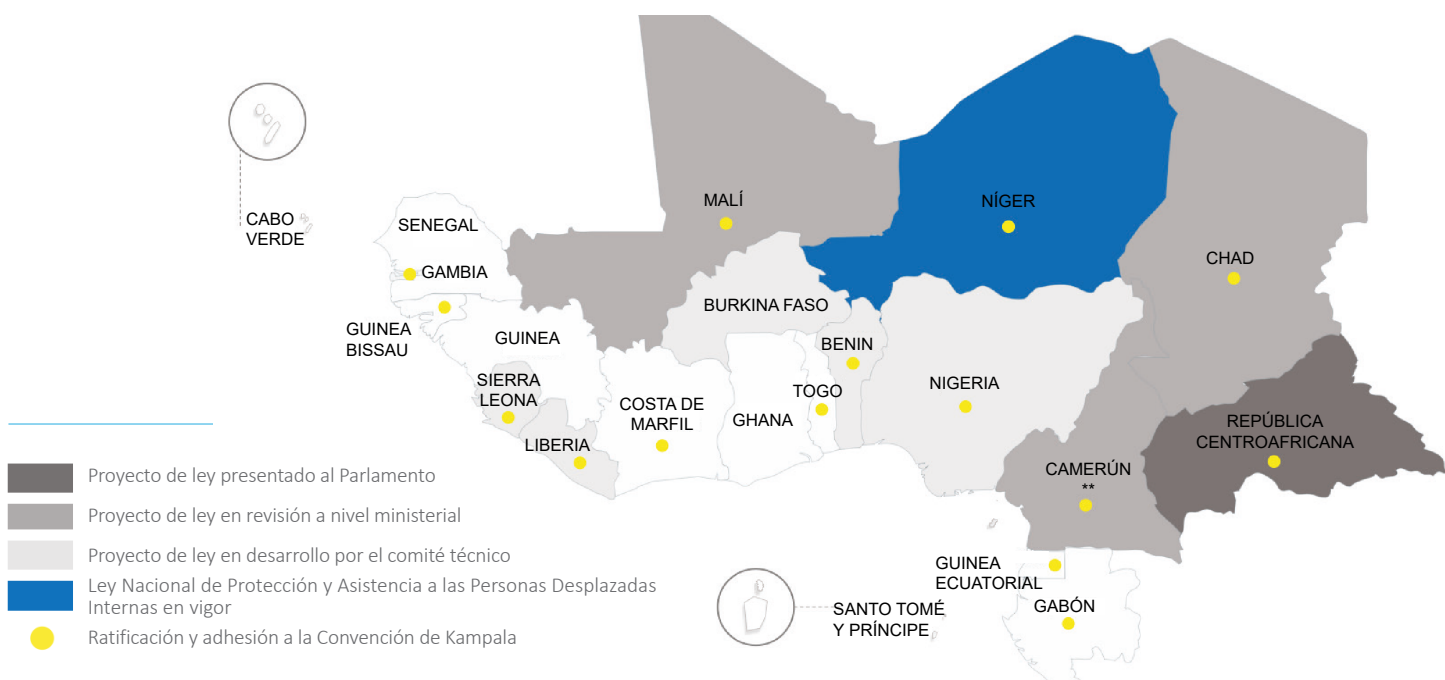 CABO
VERDE
SENEGAL
GAMBIA
GUINEA
BISSAU
GUINEA
SIERRA
LEONA
LIBERIA
MALÍ
BURKINA FASO
COSTA DE
MARFIL
GHANA
TOGO
BENIN
NÍGER
NIGERIA
CHAD
REPÚBLICA
CENTROAFRICANA
CAMERÚN
**
GUINEA
ECUATORIAL
GABÓN
SANTO TOMÉ
Y PRÍNCIPE
Proyecto de ley presentado al Parlamento
Proyecto de ley en revisión a nivel ministerial
Proyecto de ley en desarrollo por el comité técnico
Ley Nacional de Protección y Asistencia a las Personas Desplazadas
Internas en vigor
Ratificación y adhesión a la Convención de Kampala